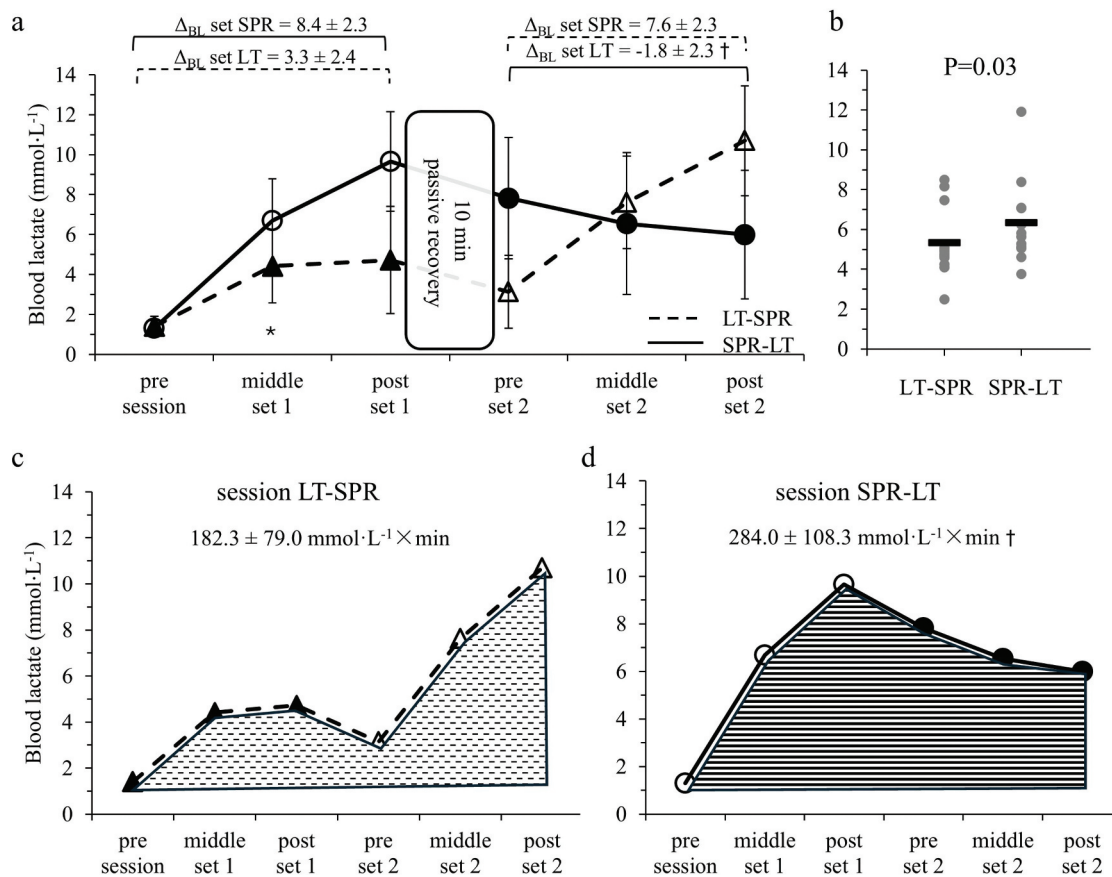 a
ΔBL set SPR = 8.4 ± 2.3
ΔBL set LT = 3.3 ± 2.4
ΔBL set SPR = 7.6 ± 2.3
ΔBL set LT = -1.8 ± 2.3 †
Blood lactate (mmol·L-1)
14
12
10
8
6
4
2
0
10 min
passive recovery
*
LT-SPR
SPR-LT
pre
session
middle
set 1
post
set 1
pre
set 2
middle
set 2
post
set 2
b
P=0.03
14
12
10
8
6
4
2
0
LT-SPR
SPR-LT
c
session LT-SPR
182.3 ± 79.0 mmol·L-1×min
Blood lactate (mmol·L-1)
14
12
10
8
6
4
2
0
pre
session
middle
set 1
post
set 1
pre
set 2
middle
set 2
post
set 2
d
session SPR-LT
284.0 ± 108.3 mmol·L-1×min †
14
12
10
8
6
4
2
0
pre
session
middle
set 1
post
set 1
pre
set 2
middle
set 2
post
set 2